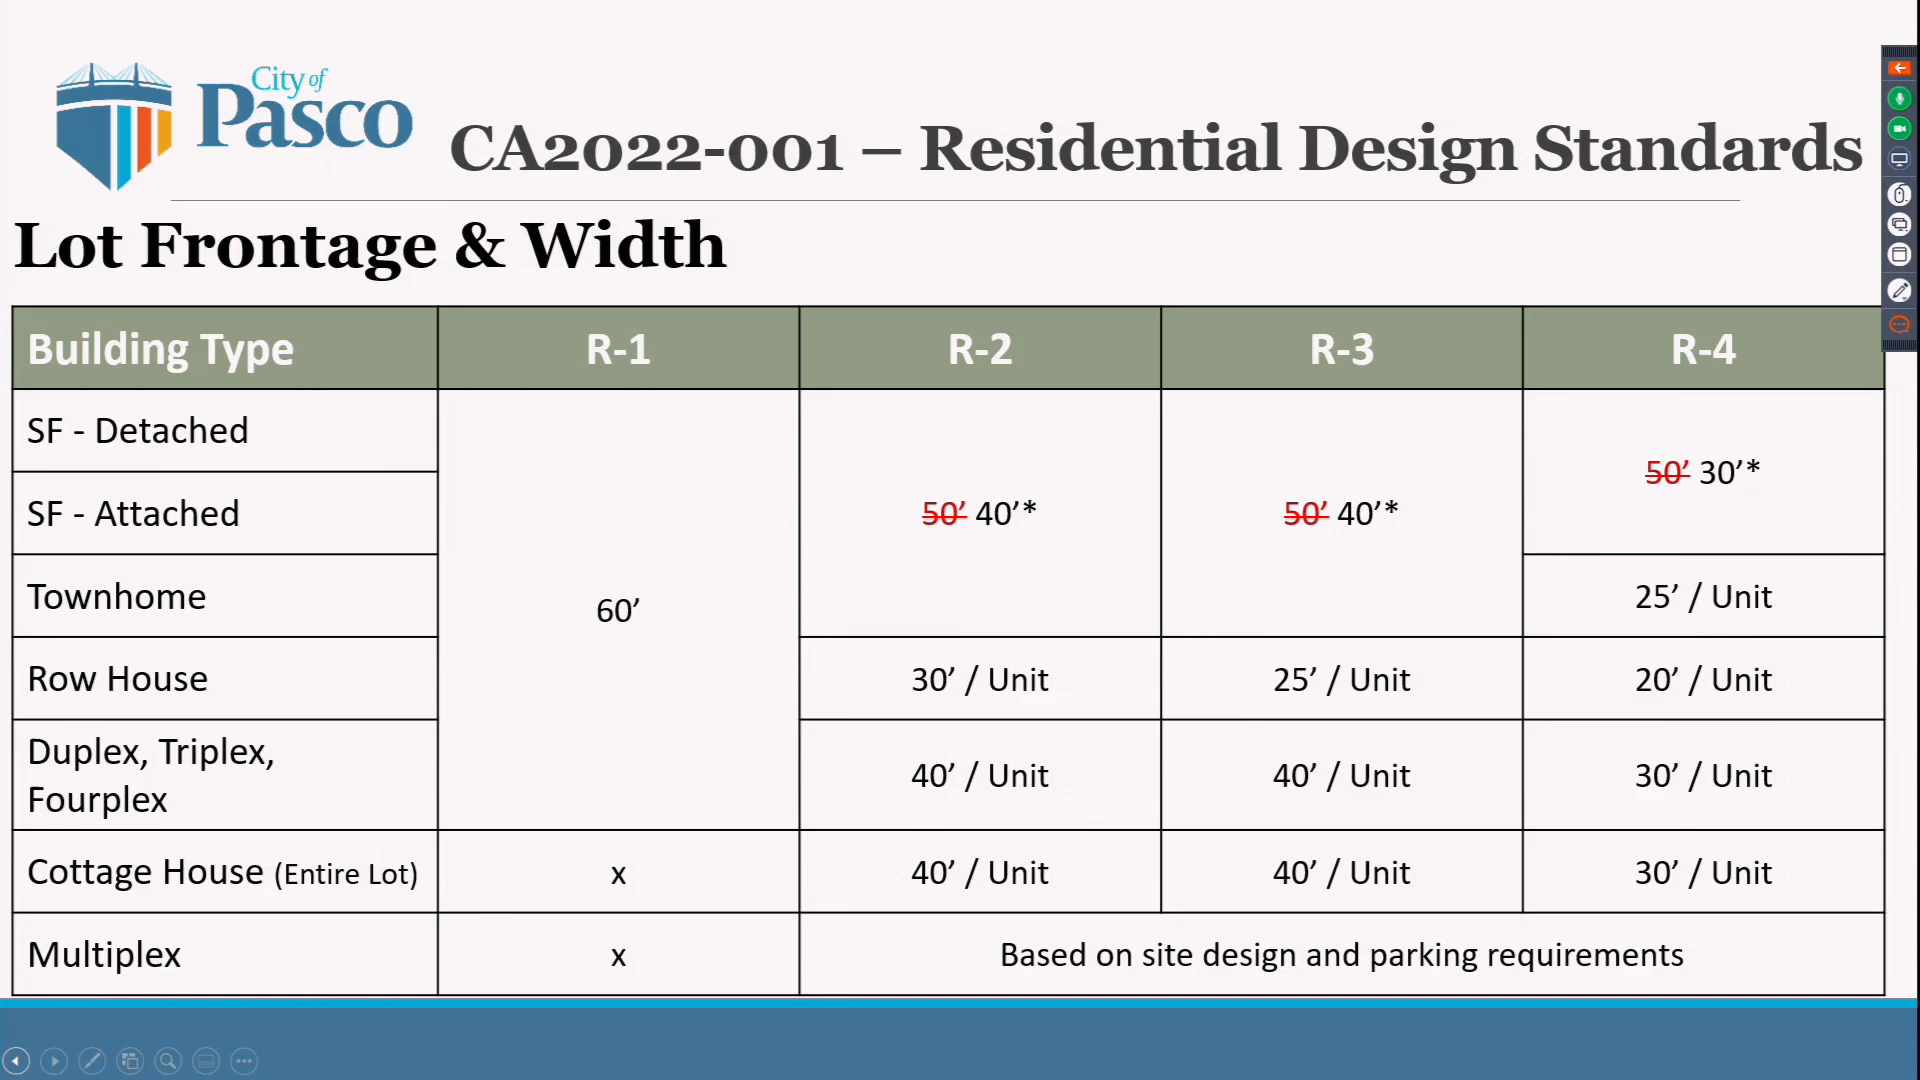 City of
Pasco
CA2022-001 – Residential Design Standards
Lot Frontage & Width
Building Type R-1 R-2 R-3 R-4
SF - Detached
50’ 30’*
SF - Attached 50’ 40’* 50’ 40’*
Townhome 25’ / Unit
60’
Row House 30’ / Unit 25’ / Unit 20’ / Unit
Duplex, Triplex,
Fourplex 40’ / Unit 40’ / Unit 30’ / Unit
Cottage House (Entire Lot) x 40’ / Unit 40’ / Unit 30’ / Unit
Multiplex x Based on site design and parking requirements